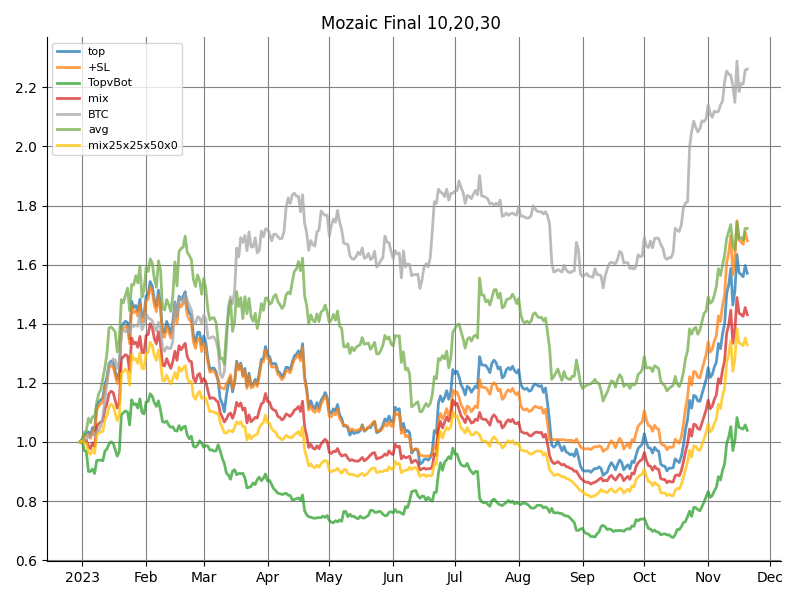 Mozaic Final 10,20,30
top
+SL
TopvBot
mix
BTC
avg
mix25x25x50x0
2.2
2.0
1.8
1.6
1.4
1.2
1.0
0.8
0.6
2023 Feb Mar Apr May Jun Jul Aug Sep Oct Nov Dec